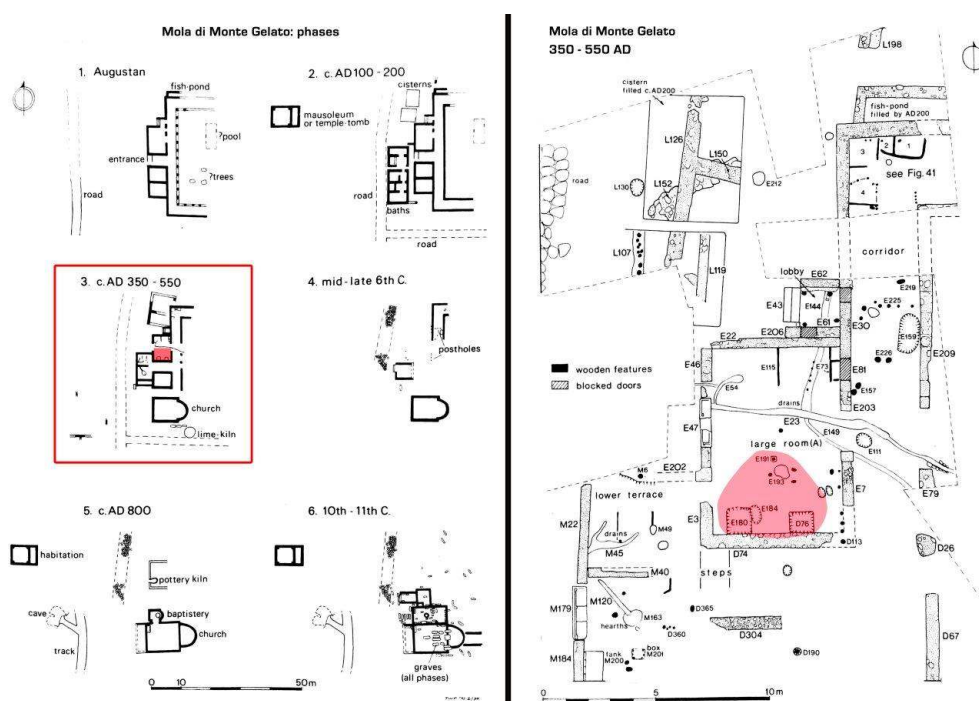 Mola di Monte Gelato: phases
1. Augustan
fish-pond
?pool
entrance
?trees
road
2. c.AD 100 - 200
cisterns
mausoleum
or temple-tomb
road
baths
road
3. c.AD 350 - 550
church
lime-kiln
4. mid-late 6th C.
postholes
5. c.AD 800
habitation
pottery kiln
cave
baptistery
church
track
6. 10th - 11th C.
graves
(all phases)
0 10 50m
Mola di Monte Gelato
350 - 550 AD
L198
cistern
filled c.AD200
fish-pond
filled by AD200
L126
L150
3
2
1
see Fig. 41
4
road
L130
L152
E212
L107
corridor
L119
lobby
E62
E219
E43
E144
E225
E61
E30
E206
E159
E22
E209
wooden features
blocked doors
E46
E115
E73
E81
E226
E54
E157
drains
E203
E47
E23
E149
large room(A)
E111
M6
E202
E191
E193
E7
E79
lower terrace
M22
E3
E180
E184
D76
drains
M49
M45
D74
D113
D26
M40
steps
M179
M120
M163
D365
hearths
D360
D304
D67
M184
tank
M200
box
M201
D190
0 5 10 m